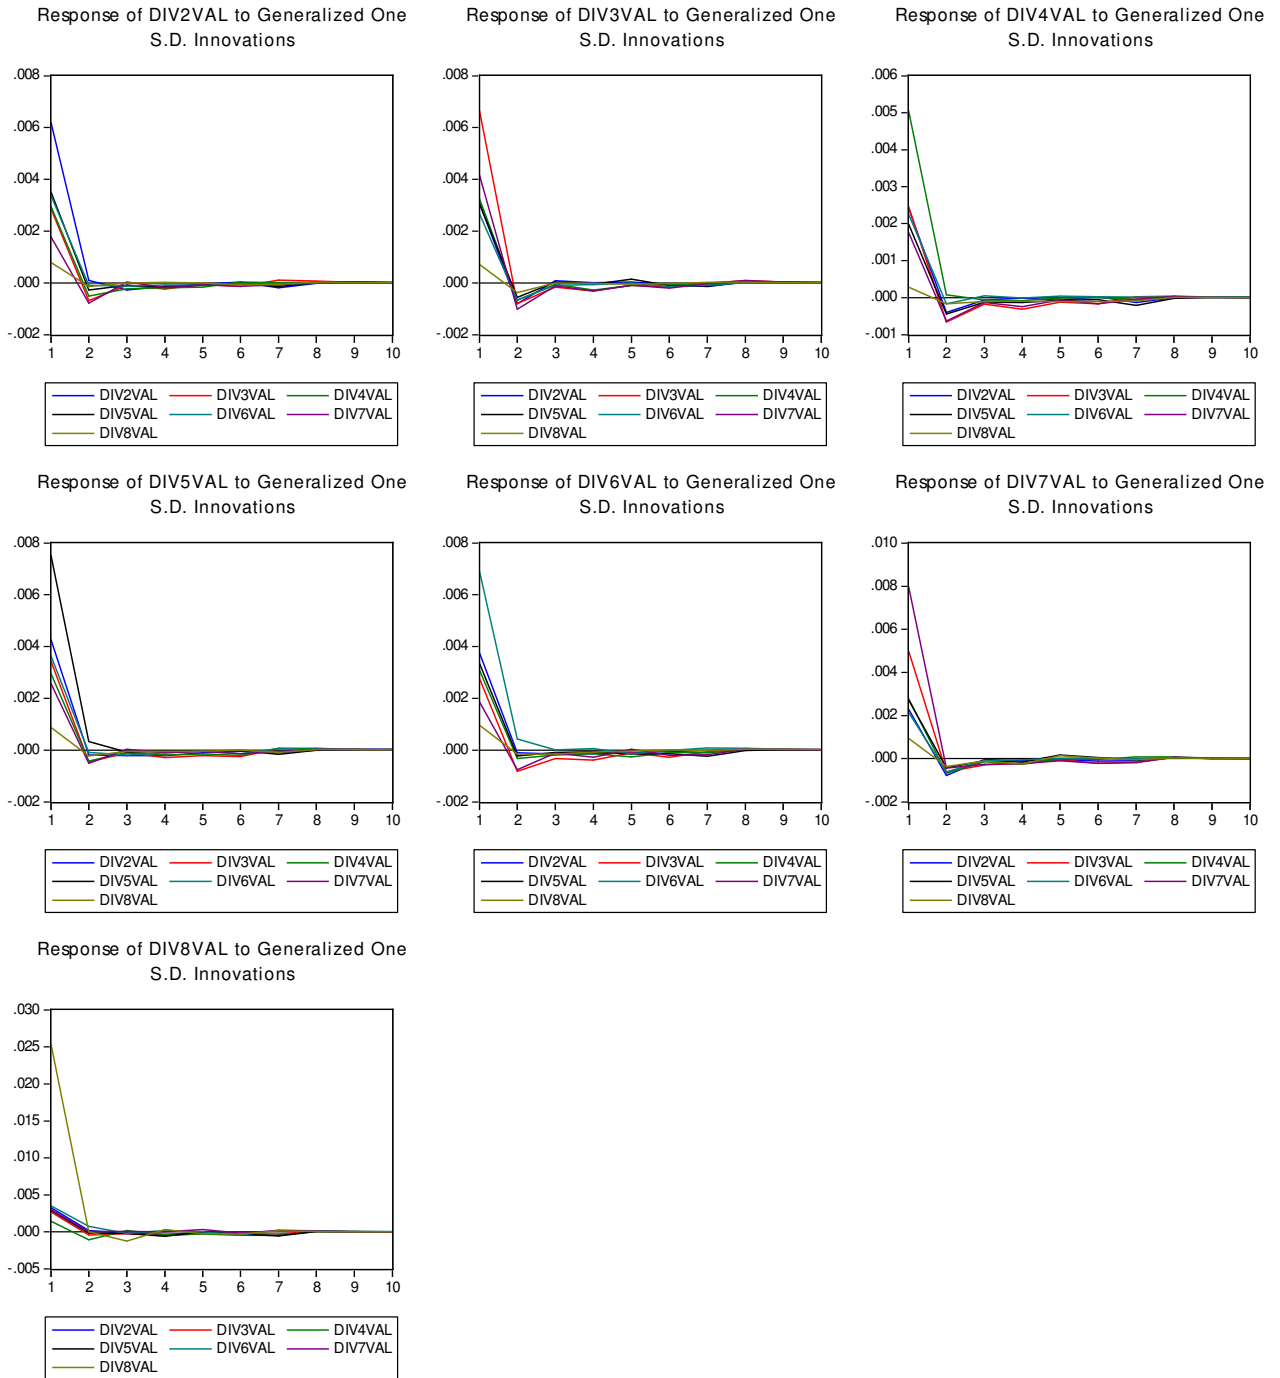 Response of DIV2VAL to Generalized One
S.D. Innovations
.008
.006
.004
.002
.000
-.002
1 2 3 4 5 6 7 8 9 10
DIV2VAL DIV3VAL DIV4VAL
DIV5VAL DIV6VAL DIV7VAL
DIV8VAL
Response of DIV3VAL to Generalized One
S.D. Innovations
.008
.006
.004
.002
.000
-.002
1 2 3 4 5 6 7 8 9 10
DIV2VAL DIV3VAL DIV4VAL
DIV5VAL DIV6VAL DIV7VAL
DIV8VAL
Response of DIV4VAL to Generalized One
S.D. Innovations
.006
.005
.004
.003
.002
.001
.000
-.001
1 2 3 4 5 6 7 8 9 10
DIV2VAL DIV3VAL DIV4VAL
DIV5VAL DIV6VAL DIV7VAL
DIV8VAL
Response of DIV5VAL to Generalized One
S.D. Innovations
.008
.006
.004
.002
.000
-.002
1 2 3 4 5 6 7 8 9 10
DIV2VAL DIV3VAL DIV4VAL
DIV5VAL DIV6VAL DIV7VAL
DIV8VAL
Response of DIV6VAL to Generalized One
S.D. Innovations
.008
.006
.004
.002
.000
-.002
1 2 3 4 5 6 7 8 9 10
DIV2VAL DIV3VAL DIV4VAL
DIV5VAL DIV6VAL DIV7VAL
DIV8VAL
Response of DIV7VAL to Generalized One
S.D. Innovations
.010
.008
.006
.004
.002
.000
-.002
1 2 3 4 5 6 7 8 9 10
DIV2VAL DIV3VAL DIV4VAL
DIV5VAL DIV6VAL DIV7VAL
DIV8VAL
Response of DIV8VAL to Generalized One
S.D. Innovations
.030
.025
.020
.015
.010
.005
.000
-.005
1 2 3 4 5 6 7 8 9 10
DIV2VAL DIV3VAL DIV4VAL
DIV5VAL DIV6VAL DIV7VAL
DIV8VAL